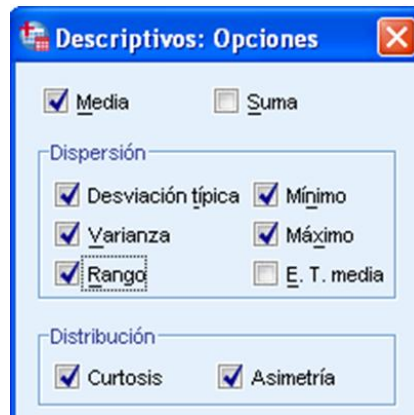 Descriptivos: Opciones
Media Suma
Dispersión
Desviación típica Mínimo
Varianza Máximo
Rango E. T. media
Distribución
Curtosis Asimetría